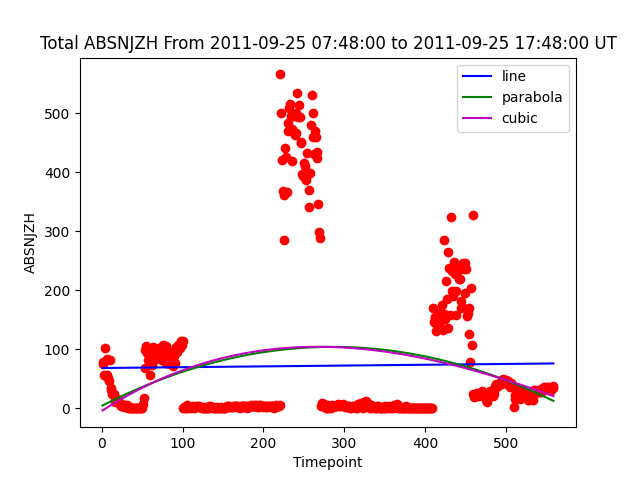 Total ABSNJZH From 2011-09-25 07:48:00 to 2011-09-25 17:48:00 UT
line
parabola
cubic
ABSNJZH
500
400
300
200
100
0
0 100 200 300 400 500
Timepoint